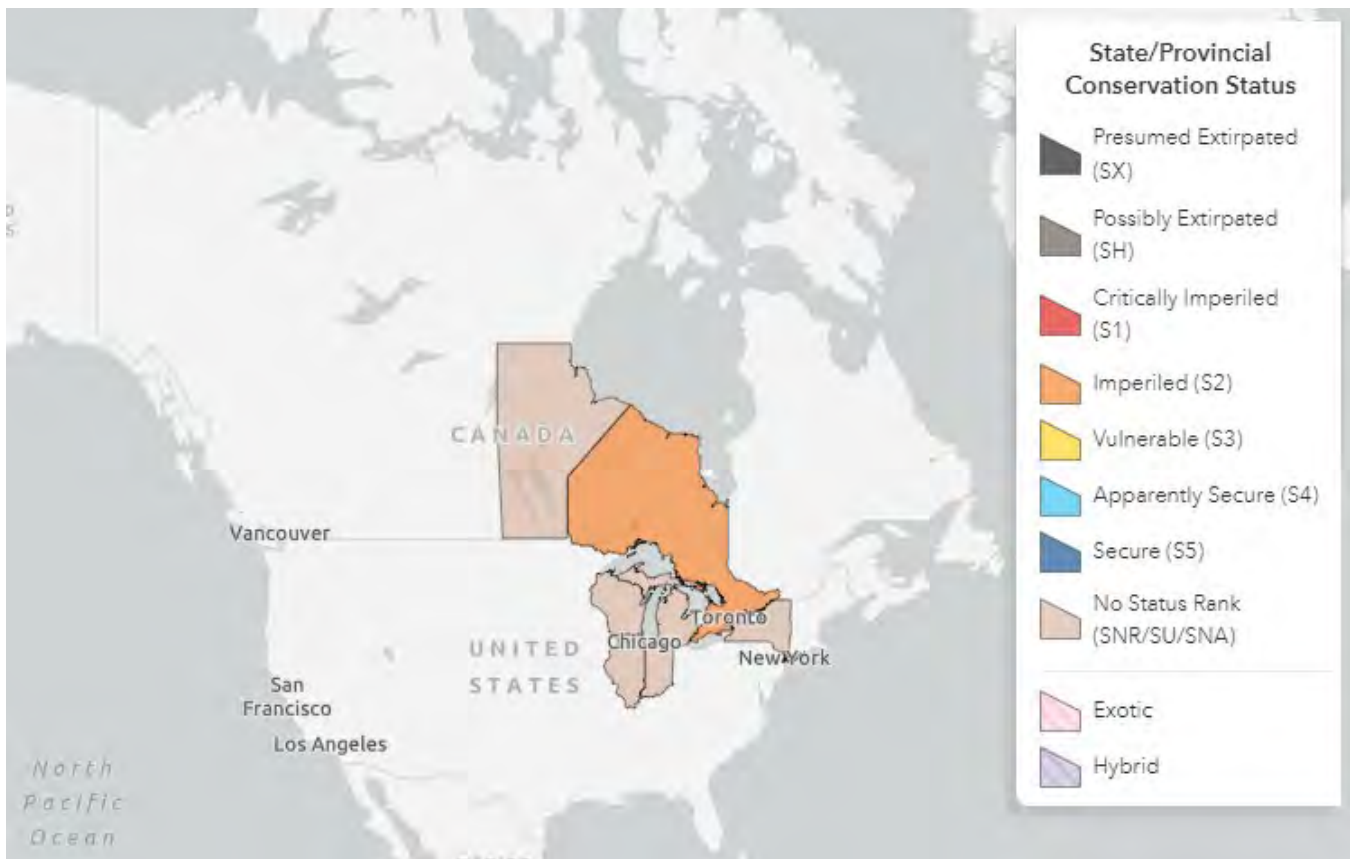 State/Provincial
Conservation Status
Presumed Extirpated
(SX)
Possibly Extirpated
(SH)
Critically Imperiled
(S1)
Imperiled (S2)
Vulnerable (S3)
Apparently Secure (S4)
Secure (S5)
No Status Rank
(SNR/SU/SNA)
Exotic
Hybrid
CANADA
Vancouver
Toronto
Chicago
New York
UNITED
STATES
San
Francisco
Los Angeles
North
Pacific
Ocean